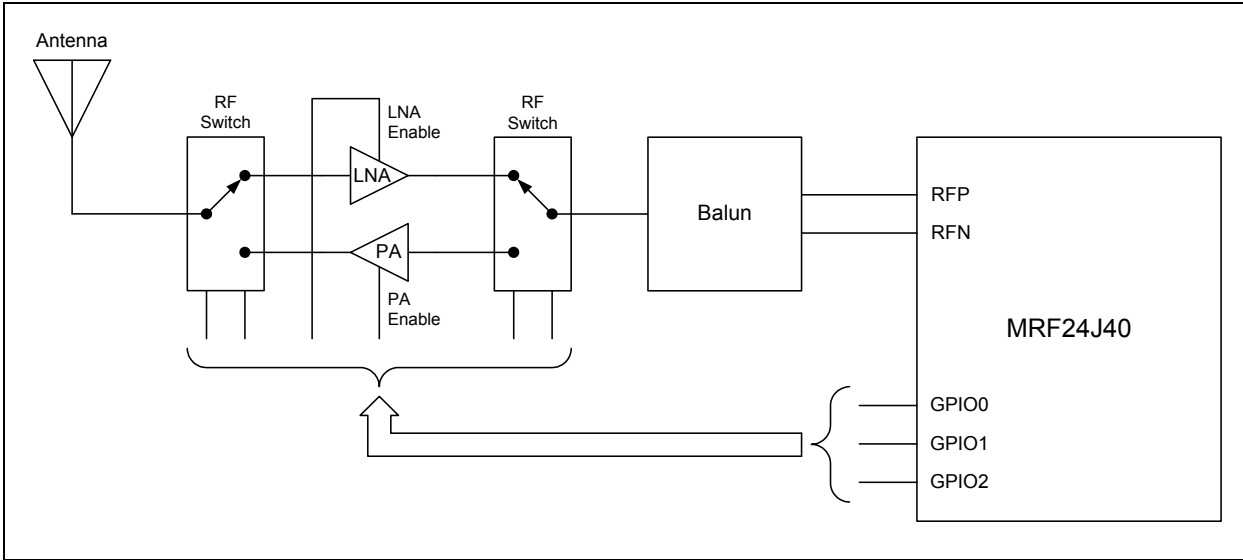 Antenna
RF
Switch
LNA
Enable
RF
Switch
LNA
PA
PA
Enable
Balun
RFP
RFN
MRF24J40
GPIO0
GPIO1
GPIO2